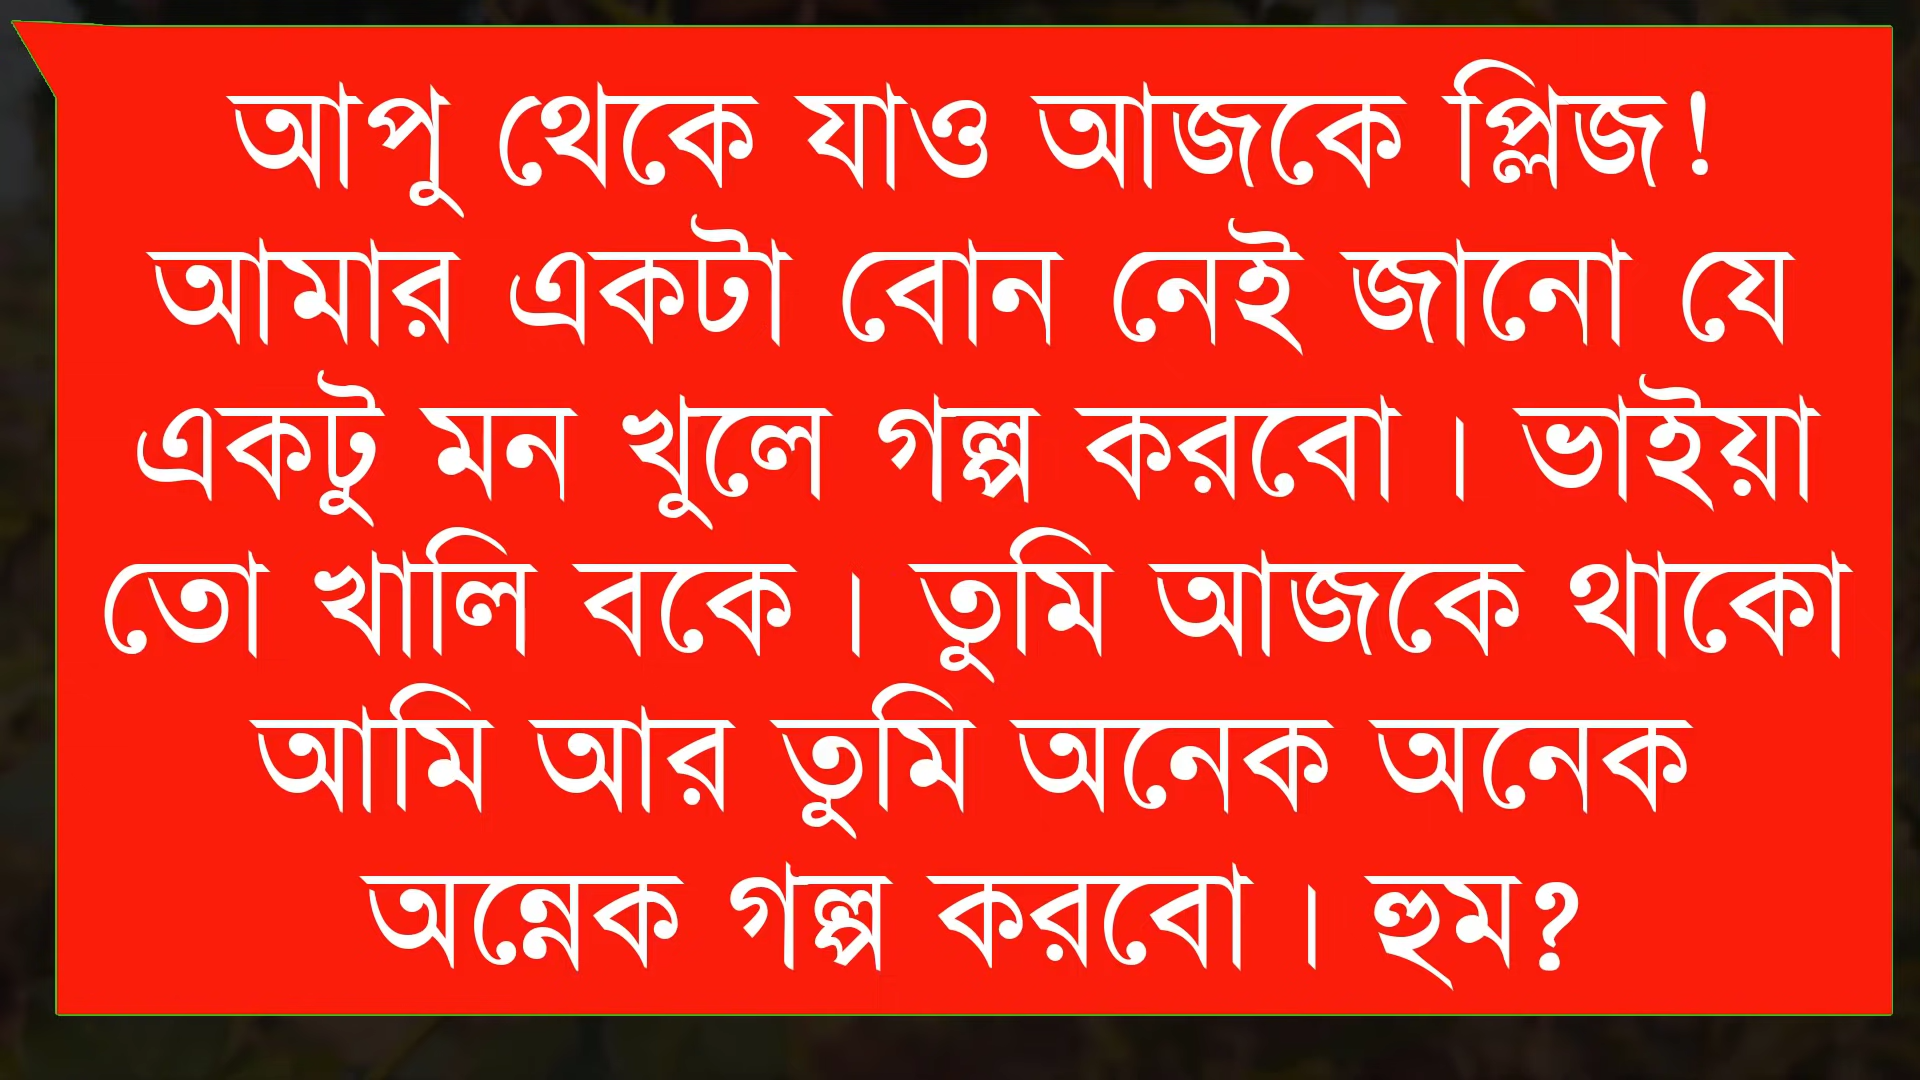 আপু থেকে যাও আজকে প্লিজ!
আমার একটা বোন নেই জানো যে
একটু মন খুলে গল্প করবো। ভাইয়া
তো খালি বকে। তুমি আজকে থাকো
আমি আর তুমি অনেক অনেক
অন্নেক গল্প করবো। হুম?